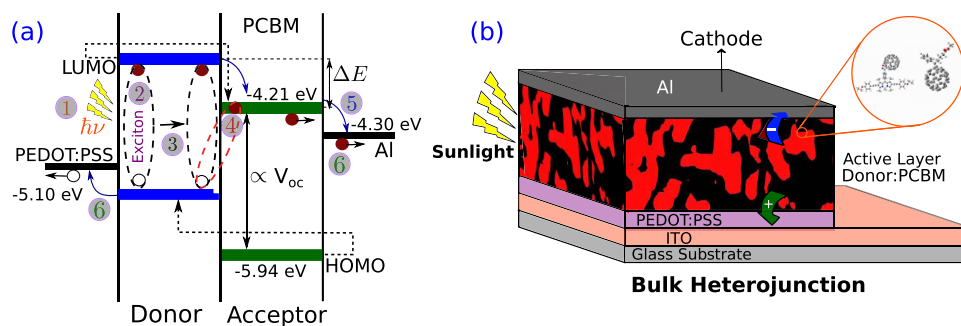 (a)
PCBM
LUMO
ΔE
-4.21 eV
1
2
5
ℏν
Exciton
4
-4.30 eV
3
PEDOT:PSS
6
Al
∝ Voc
-5.10 eV
6
-5.94 eV
HOMO
Donor
Acceptor
(b)
Cathode
Al
Sunlight
-
Active Layer
Donor:PCBM
+
PEDOT:PSS
ITO
Glass Substrate
Bulk Heterojunction